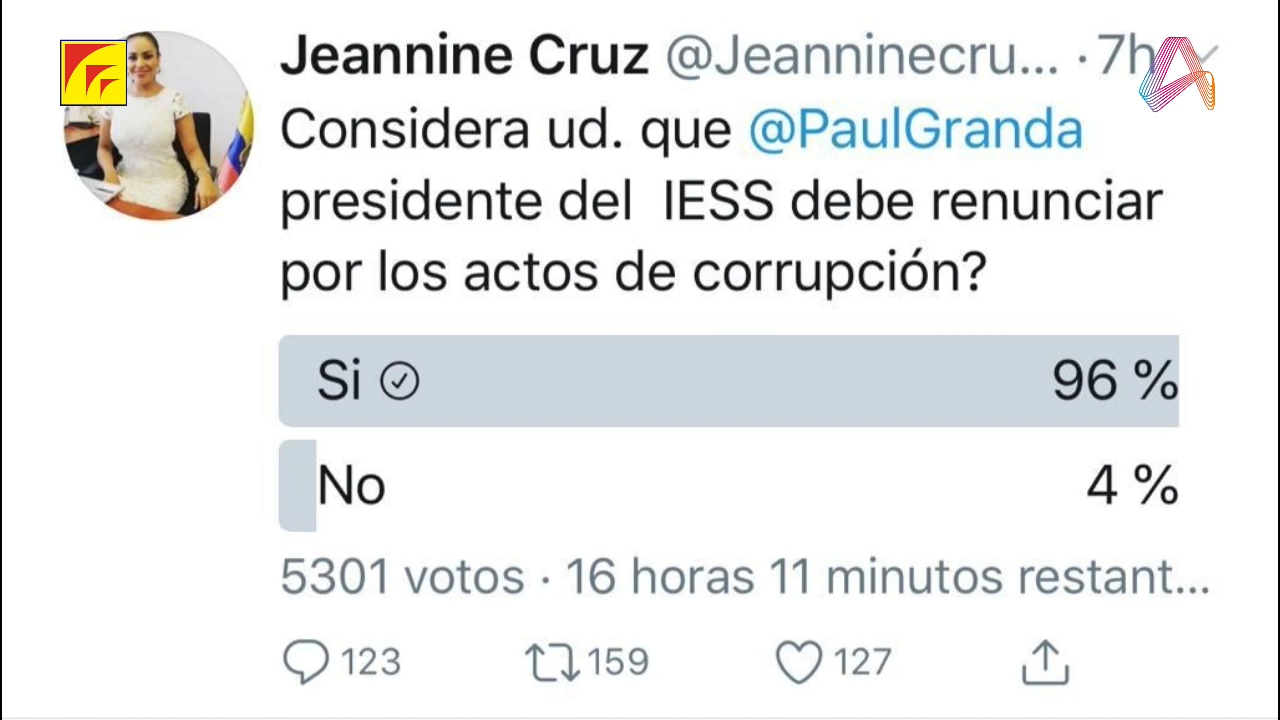 Jeannine Cruz @Jeanninecru... · 7h
Considera ud. que @PaulGranda
presidente del IESS debe renunciar
por los actos de corrupción?
Si 96 %
No 4 %
5301 votos · 16 horas 11 minutos restant...
123 159 127